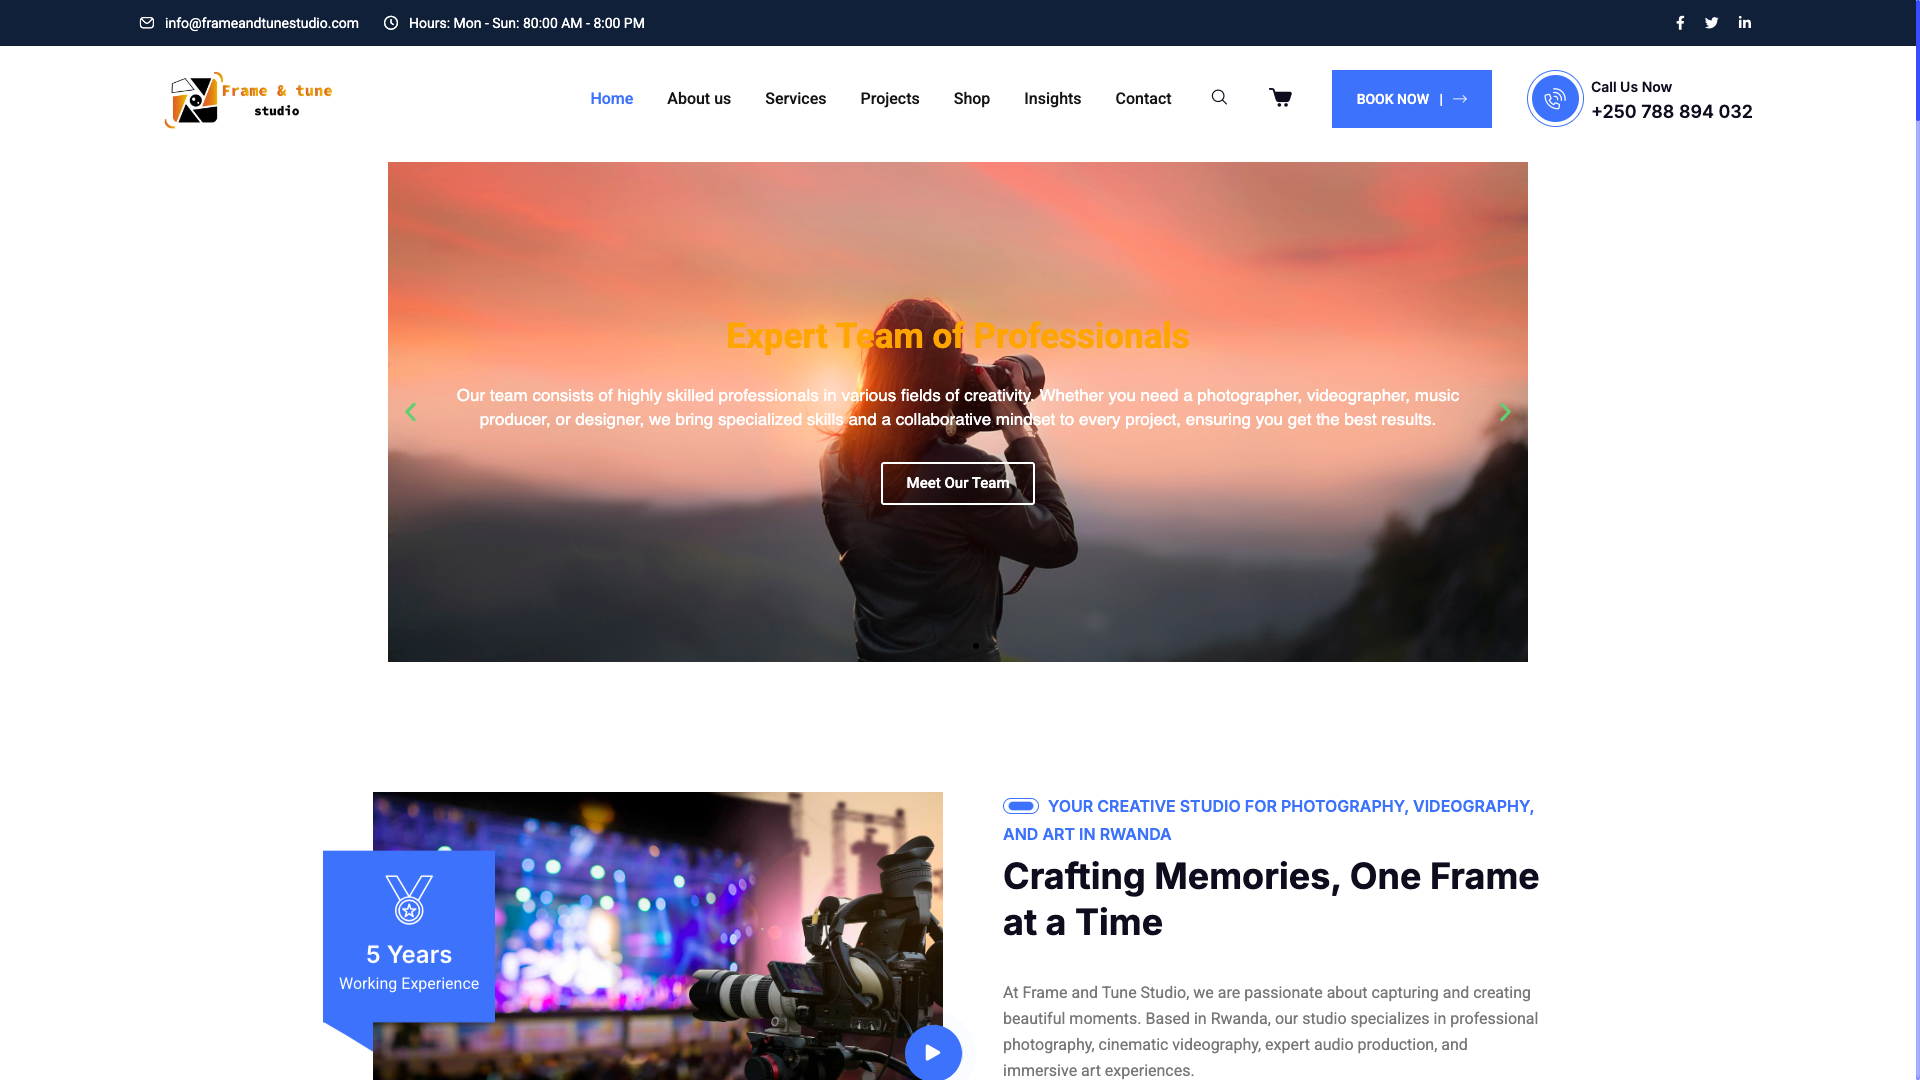 info@frameandtunestudio.com
Hours: Mon - Sun: 80:00 AM - 8:00 PM
Frame & tune
studio
Home
About us
Services
Projects
Shop
Insights
Contact
BOOK NOW |
Call Us Now
+250 788 894 032
Expert Team of Professionals
Our team consists of highly skilled professionals in various fields of creativity. Whether you need a photographer, videographer, music
producer, or designer, we bring specialized skills and a collaborative mindset to every project, ensuring you get the best results.
Meet Our Team
5 Years
Working Experience
YOUR CREATIVE STUDIO FOR PHOTOGRAPHY, VIDEOGRAPHY,
AND ART IN RWANDA
Crafting Memories, One Frame
at a Time
At Frame and Tune Studio, we are passionate about capturing and creating
beautiful moments. Based in Rwanda, our studio specializes in professional
photography, cinematic videography, expert audio production, and
immersive art experiences.